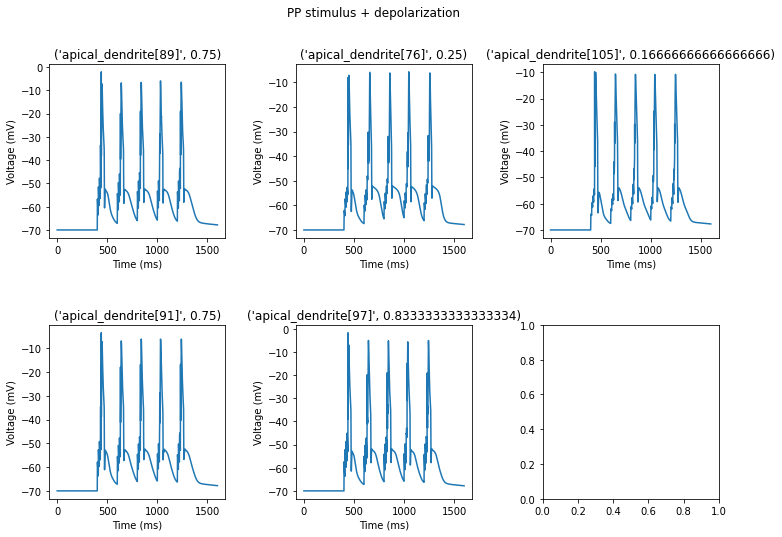 PP stimulus + depolarization
('apical_dendrite[89]', 0.75)
('apical_dendrite[76]', 0.25)
('apical_dendrite[105]', 0.16666666666666666)
0
−10
−20
−30
−40
−50
−60
−70
Voltage (mV)
0 500 1000 1500
Time (ms)
−10
−20
−30
−40
−50
−60
−70
Voltage (mV)
0 500 1000 1500
Time (ms)
−10
−20
−30
−40
−50
−60
−70
Voltage (mV)
0 500 1000 1500
Time (ms)
('apical_dendrite[91]', 0.75)
('apical_dendrite[97]', 0.8333333333333334)
−10
−20
−30
−40
−50
−60
−70
Voltage (mV)
0 500 1000 1500
Time (ms)
0
−10
−20
−30
−40
−50
−60
−70
Voltage (mV)
0 500 1000 1500
Time (ms)
1.0
0.8
0.6
0.4
0.2
0.0
0.0 0.2 0.4 0.6 0.8 1.0